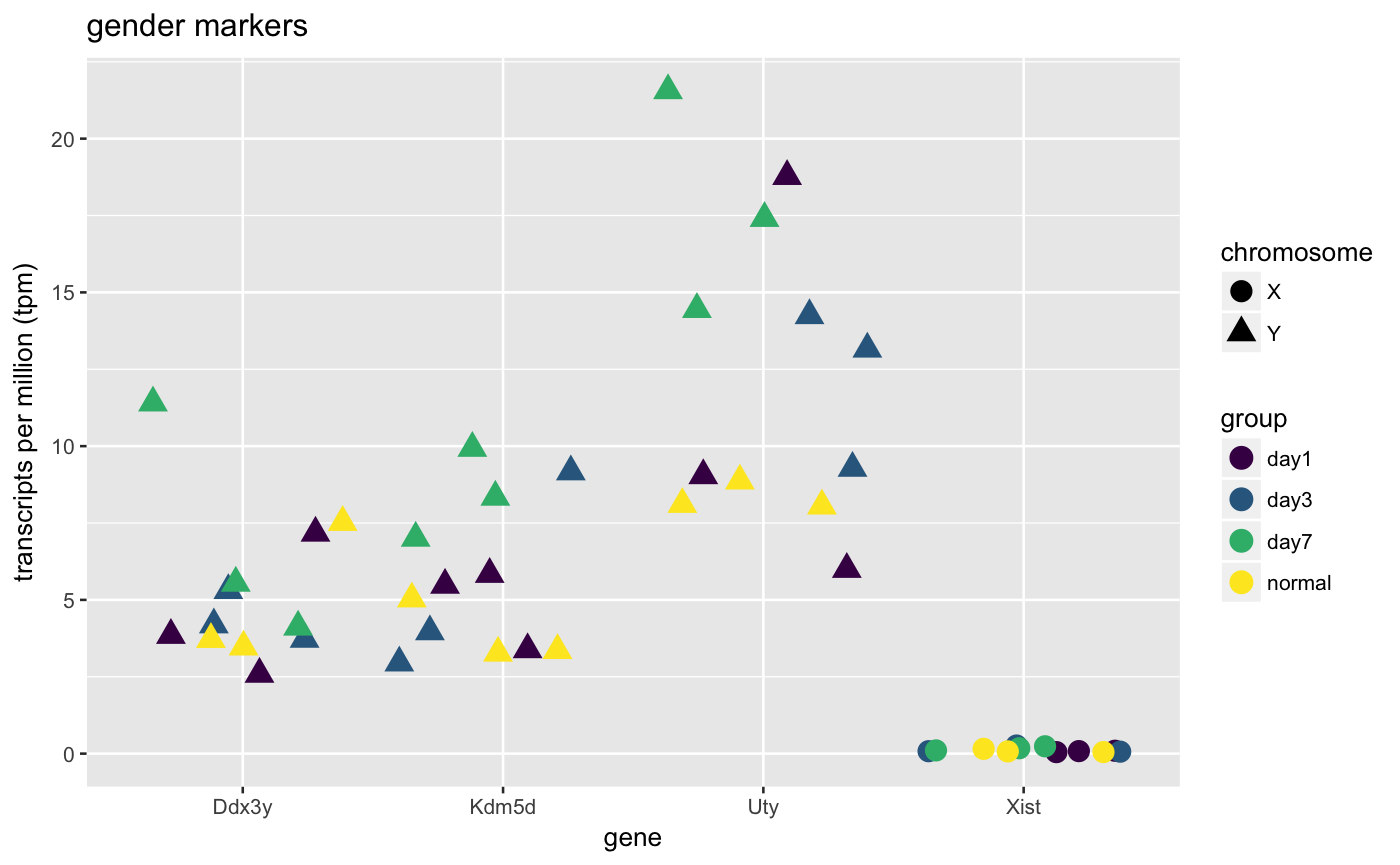 gender markers
transcripts per million (tpm)
20
15
10
5
0
Ddx3y Kdm5d Uty Xist
gene
chromosome
X
Y
group
day1
day3
day7
normal